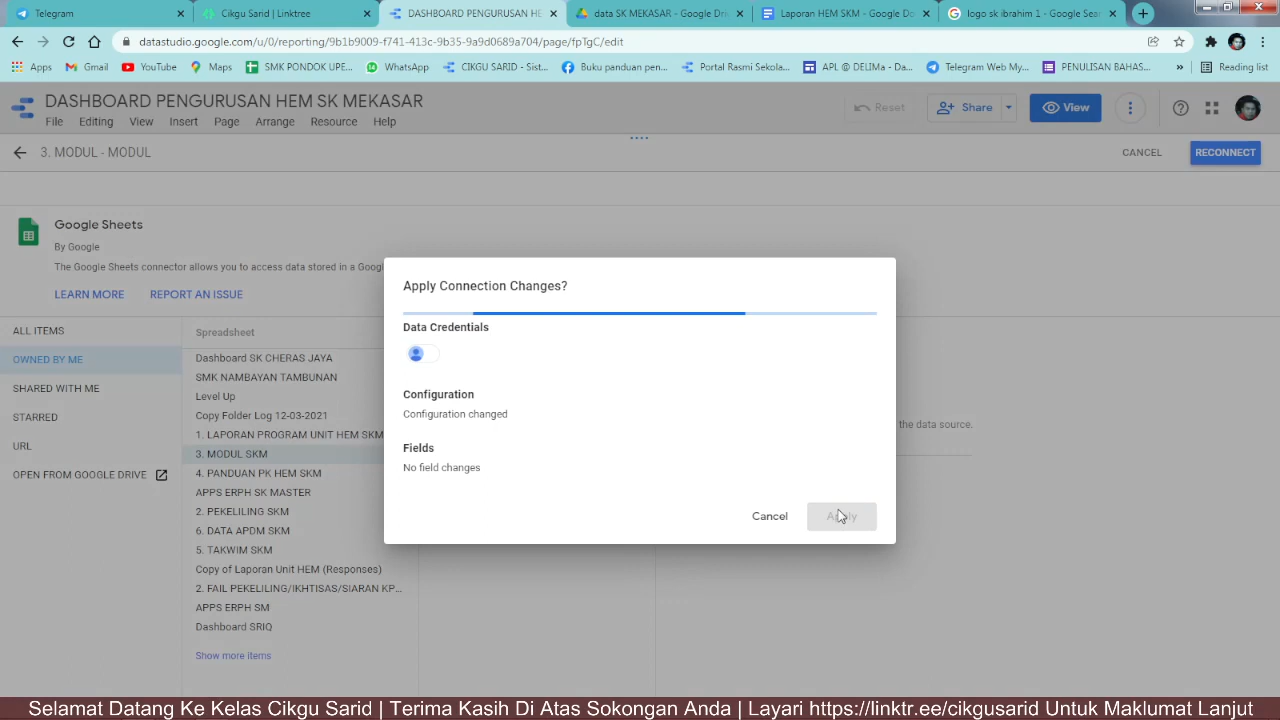 Telegram
Cikgu Sarid | Linktree
DASHBOARD PENGURUSAN HE
data SK MEKASAR - Google Dri
Laporan HEM SKM - Google Do
logo sk ibrahim 1 - Google Sear
datastudio.google.com/u/0/reporting/9b1b9009-f741-413c-9b35-9a9d0689a704/page/fpTgC/edit
Apps
Gmail
YouTube
Maps
SMK PONDOK UPE...
WhatsApp
CIKGU SARID - Sist...
Buku panduan pen...
Portal Rasmi Sekola...
APL @ DELIMa - Da...
Telegram Web My...
PENULISAN BAHAS...
»
Reading list
DASHBOARD PENGURUSAN HEM SK MEKASAR
Reset
Share
View
File
Editing
View
Insert
Page
Arrange
Resource
Help
3. MODUL - MODUL
CANCEL
RECONNECT
Google Sheets
By Google
The Google Sheets connector allows you to access data stored in a Goog
LEARN MORE
REPORT AN ISSUE
ALL ITEMS
OWNED BY ME
SHARED WITH ME
STARRED
URL
OPEN FROM GOOGLE DRIVE
Spreadsheet
Dashboard SK CHERAS JAYA
SMK NAMBAYAN TAMBUNAN
Level Up
Copy Folder Log 12-03-2021
1. LAPORAN PROGRAM UNIT HEM SKM
3. MODUL SKM
4. PANDUAN PK HEM SKM
APPS ERPH SK MASTER
2. PEKELILING SKM
6. DATA APDM SKM
5. TAKWIM SKM
Copy of Laporan Unit HEM (Responses)
2. FAIL PEKELILING/IKHTISAS/SIARAN KP...
APPS ERPH SM
Dashboard SRIQ
Show more items
the data source.
Apply Connection Changes?
Data Credentials
Configuration
Configuration changed
Fields
No field changes
Cancel
Apply
Selamat Datang Ke Kelas Cikgu Sarid | Terima Kasih Di Atas Sokongan Anda | Layari https://linktr.ee/cikgusarid Untuk Maklumat Lanjut